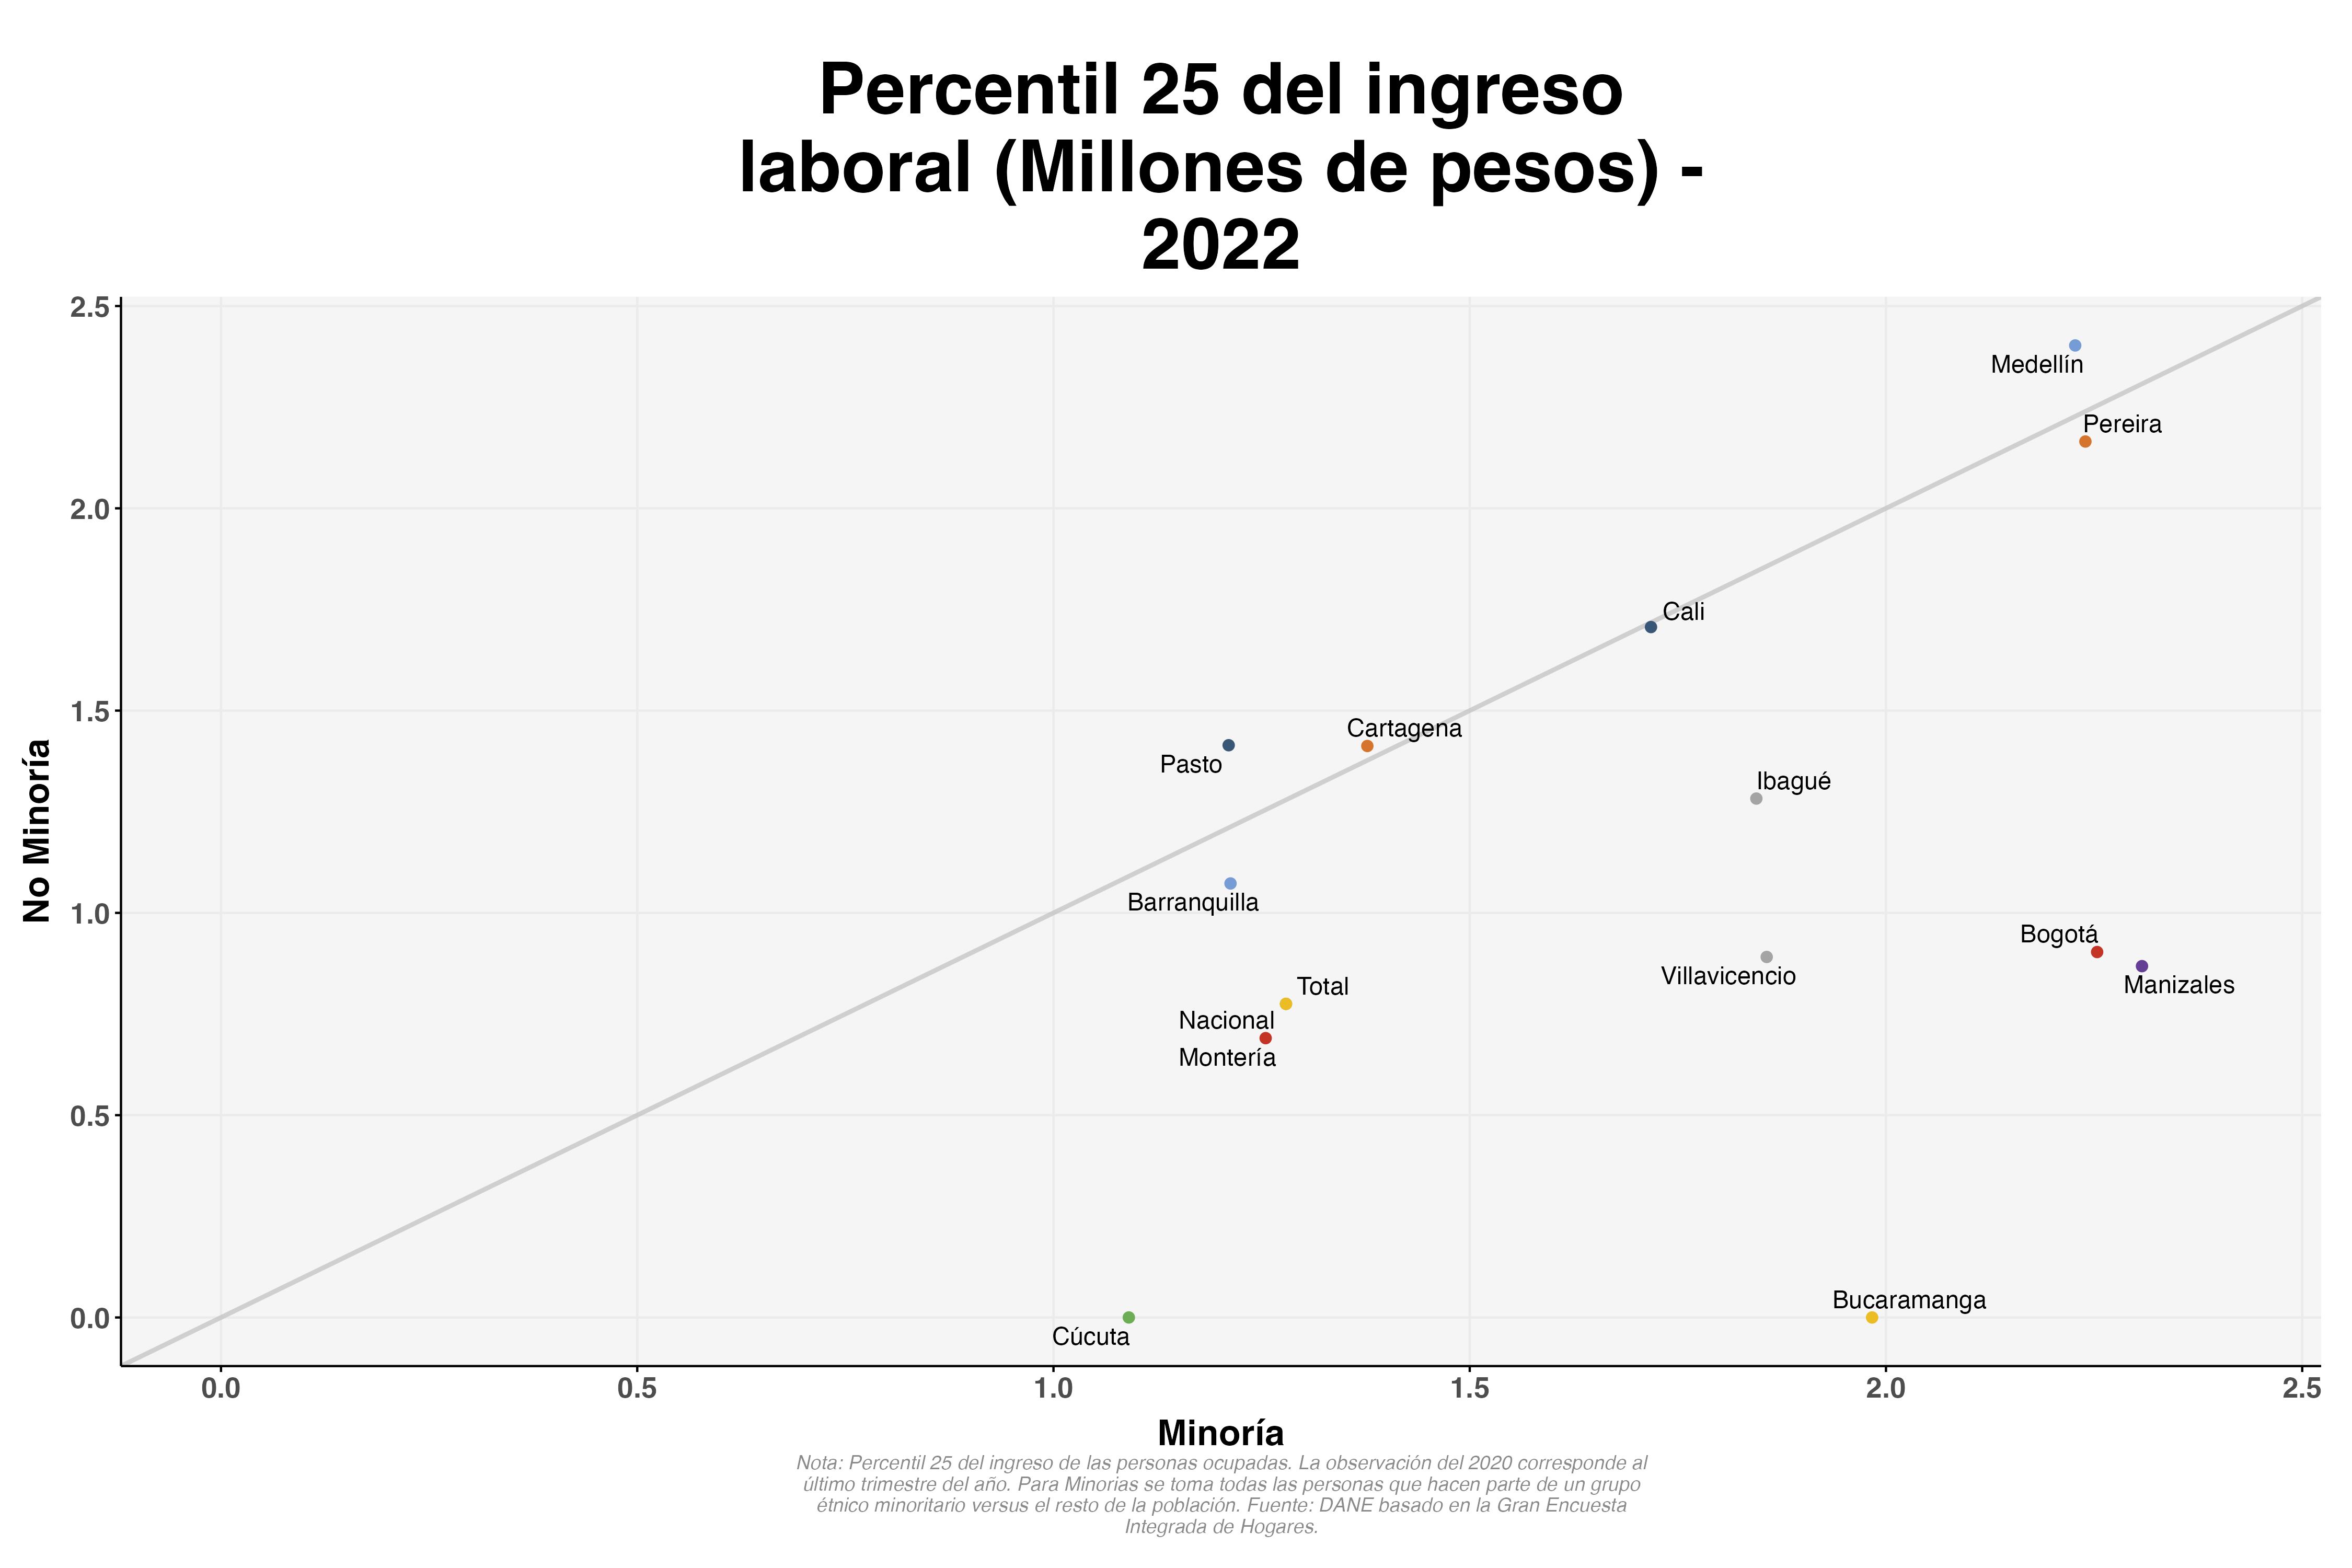 Percentil 25 del ingreso
laboral (Millones de pesos) -
2022
2.5
2.0
1.5
1.0
0.5
0.0
No Minoría
Medellín
Pereira
Cali
Cartagena
Pasto
Ibagué
Barranquilla
Bogotá
Villavicencio
Manizales
Total
Nacional
Montería
Bucaramanga
Cúcuta
0.0
0.5
1.0
1.5
2.0
2.5
Minoría
Nota: Percentil 25 del ingreso de las personas ocupadas. La observación del 2020 corresponde al
último trimestre del año. Para Minorias se toma todas las personas que hacen parte de un grupo
étnico minoritario versus el resto de la población. Fuente: DANE basado en la Gran Encuesta
Integrada de Hogares.